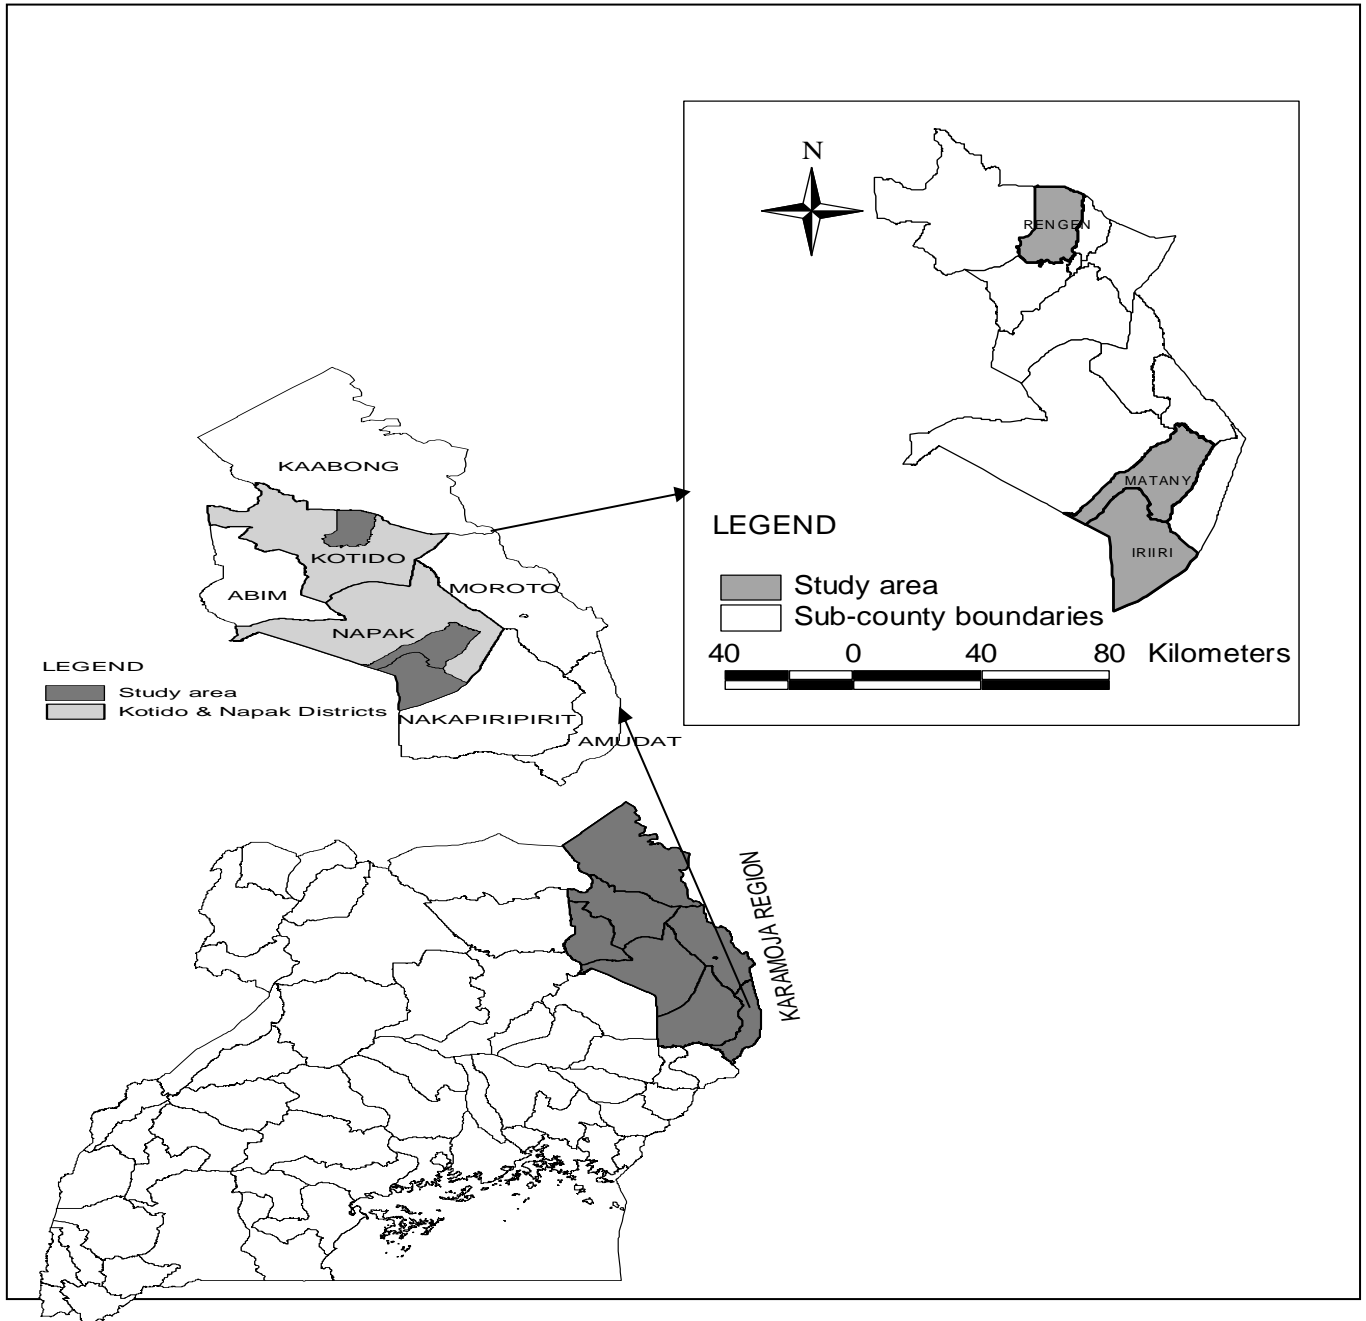 N
RENGEN
MATANY
IRIIRI
LEGEND
Study area
Sub-county boundaries
40 0 40 80 Kilometers
KAABONG
KOTIDO
ABIM
MOROTO
NAPAK
LEGEND
Study area
Kotido & Napak Districts
NAKAPIRIPIRIT
AMUDAT
KARAMOJA REGION